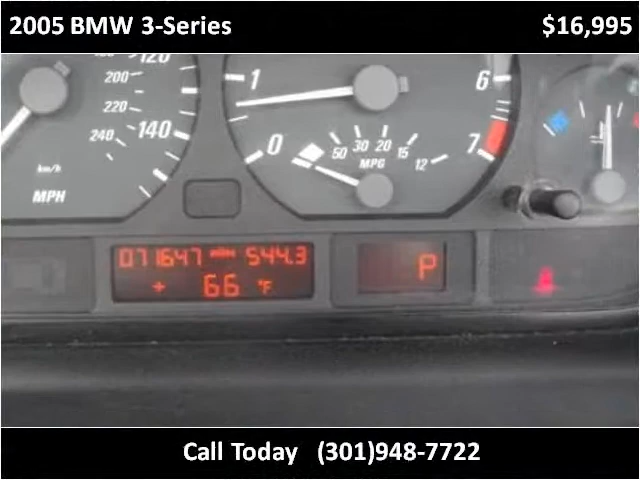 2005 BMW 3-Series $16,995
120
200
220
240 140
km/h
MPH
1 6
0 50 30 20 15 12 7
MPG
071647 544.3
+ 66 °F
P
Call Today (301)948-7722